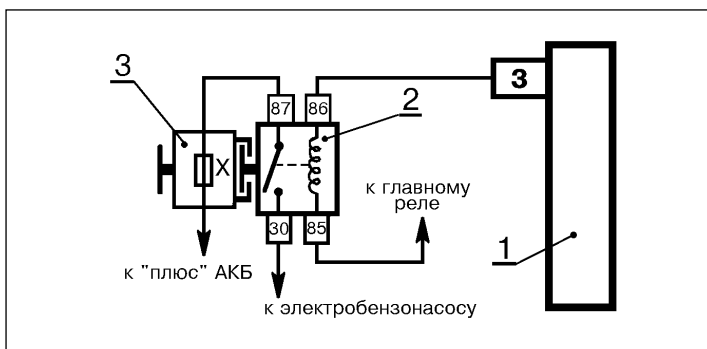 3
87
86
3
2
X
к главному
реле
30
85
1
к "плюс" АКБ
к электробензонасосу